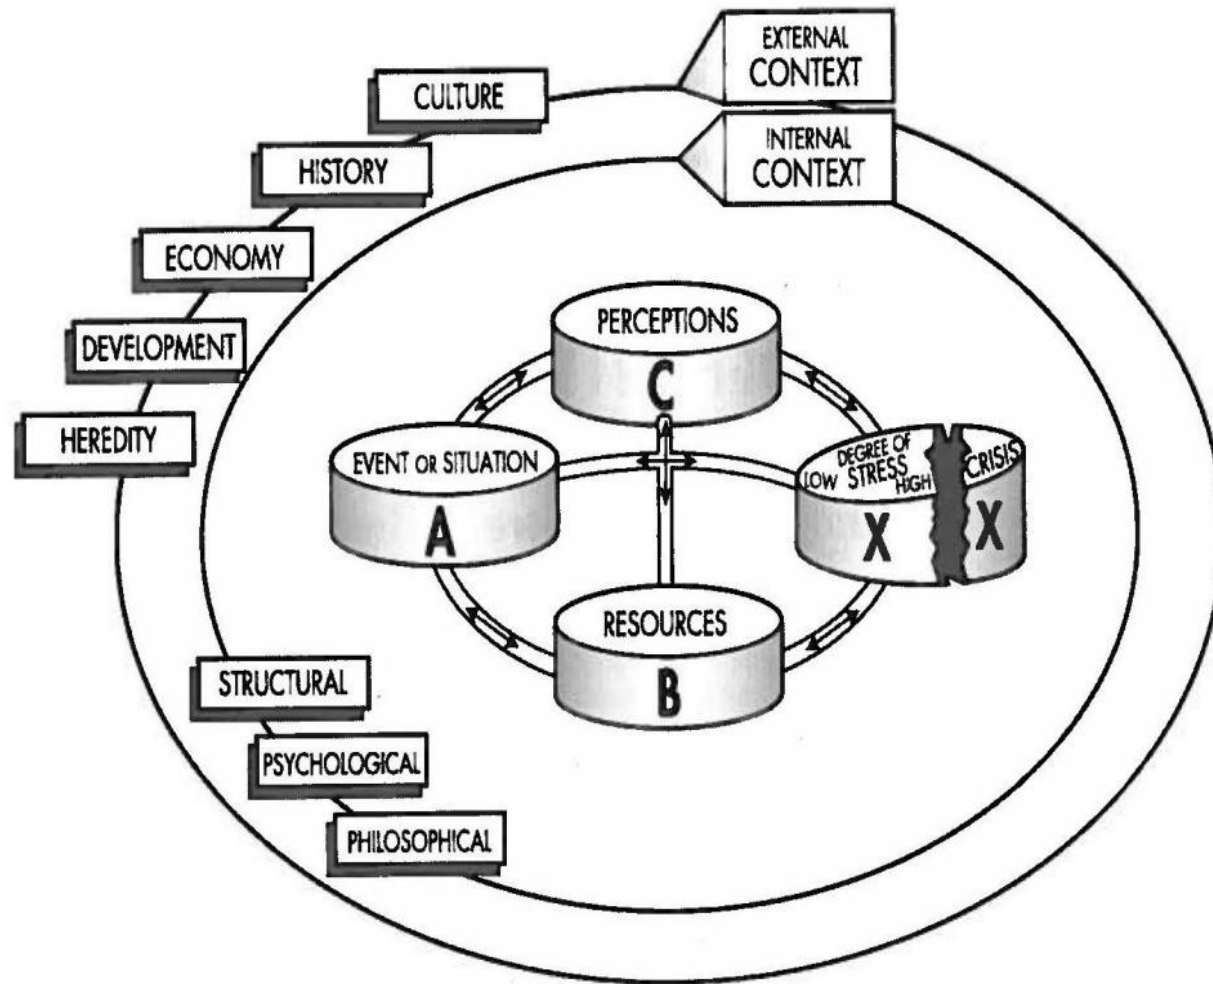 EXTERNAL
CONTEXT
INTERNAL
CONTEXT
CULTURE
HISTORY
ECONOMY
DEVELOPMENT
HEREDITY
PERCEPTIONS
C
EVENT OR SITUATION
A
DEGREE OF
STRESS
LOW
HIGH
X
CRISIS
X
RESOURCES
B
STRUCTURAL
PSYCHOLOGICAL
PHILOSOPHICAL